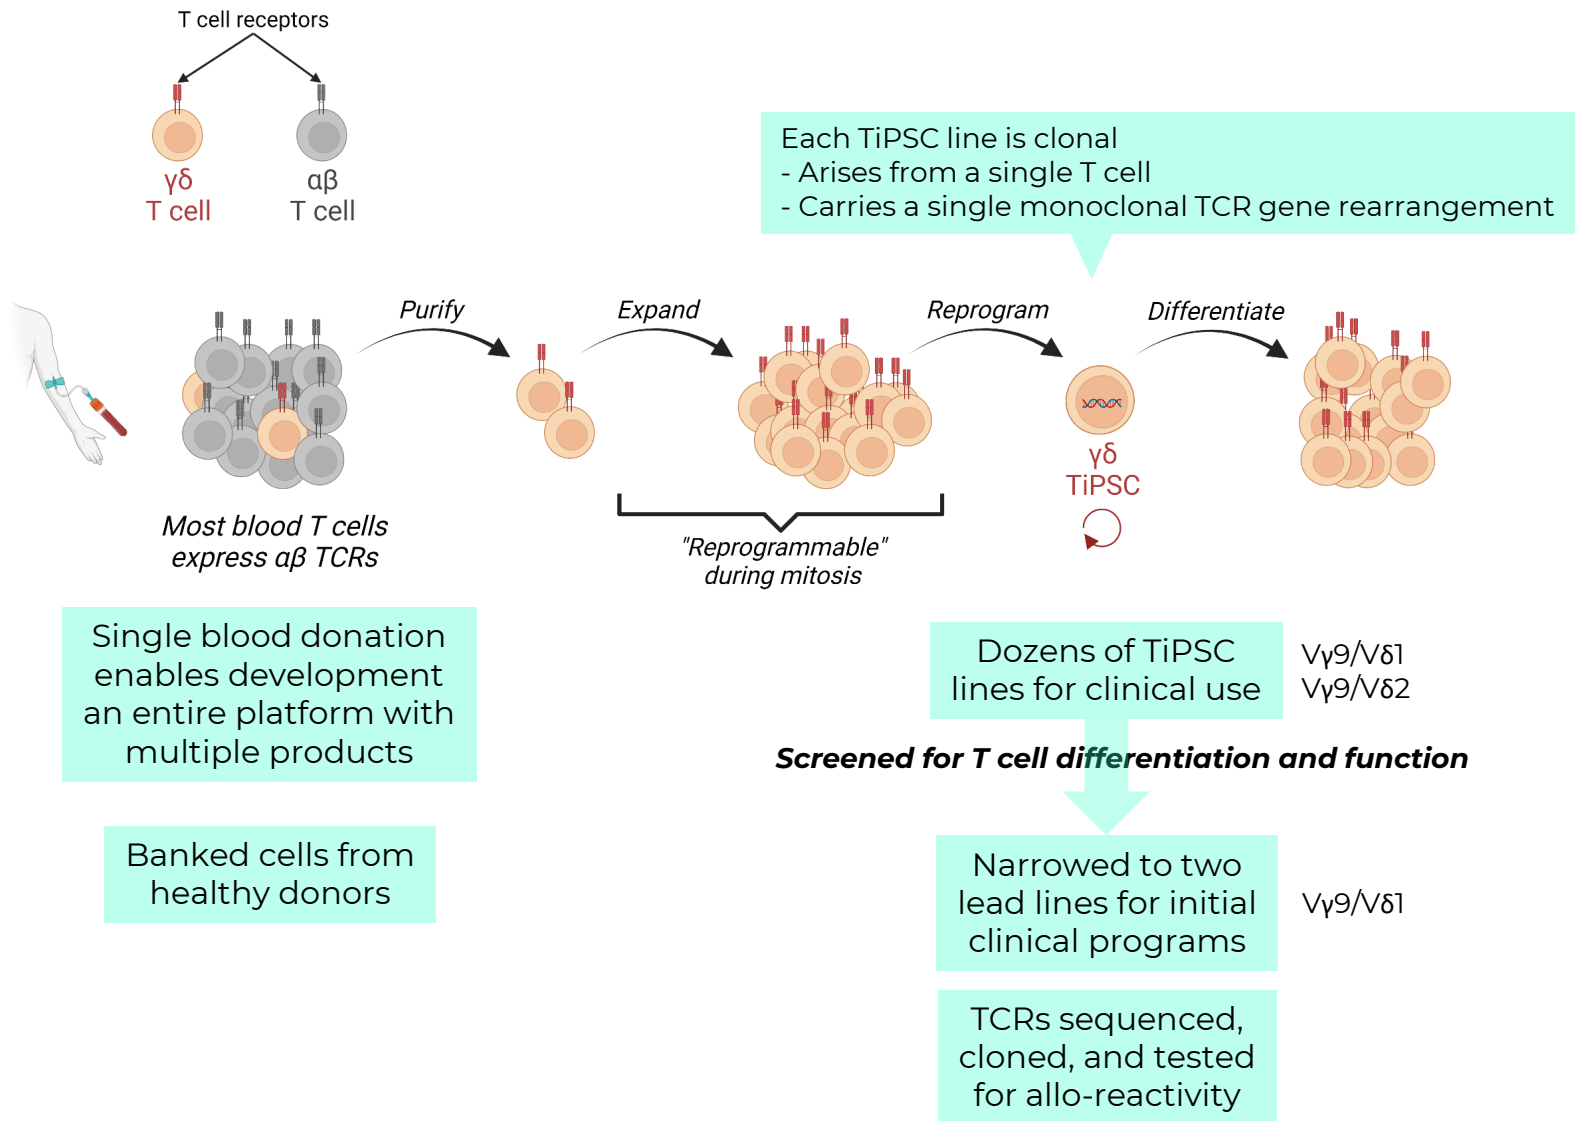 T cell receptors
γδ
T cell
αβ
T cell
Each TiPSC line is clonal
- Arises from a single T cell
- Carries a single monoclonal TCR gene rearrangement
Purify
Expand
Reprogram
Differentiate
γδ
TiPSC
Most blood T cells
express αβ TCRs
"Reprogrammable"
during mitosis
Single blood donation
enables development
an entire platform with
multiple products
Banked cells from
healthy donors
Dozens of TiPSC
lines for clinical use
Vγ9/Vδ1
Vγ9/Vδ2
Screened for T cell differentiation and function
Narrowed to two
lead lines for initial
clinical programs
Vγ9/Vδ1
TCRs sequenced,
cloned, and tested
for allo-reactivity